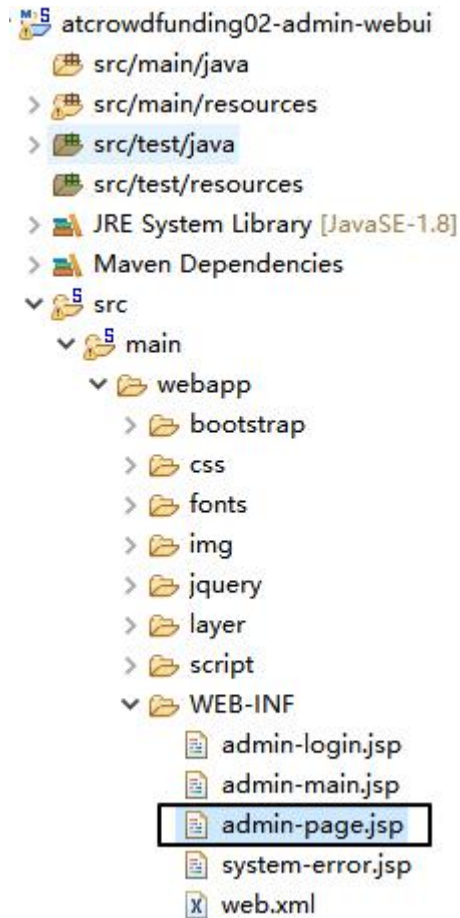 atcrowdfunding02-admin-webui
src/main/java
src/main/resources
src/test/java
src/test/resources
JRE System Library [JavaSE-1.8]
Maven Dependencies
src
main
webapp
bootstrap
css
fonts
img
jquery
layer
script
WEB-INF
admin-login.jsp
admin-main.jsp
admin-page.jsp
system-error.jsp
web.xml